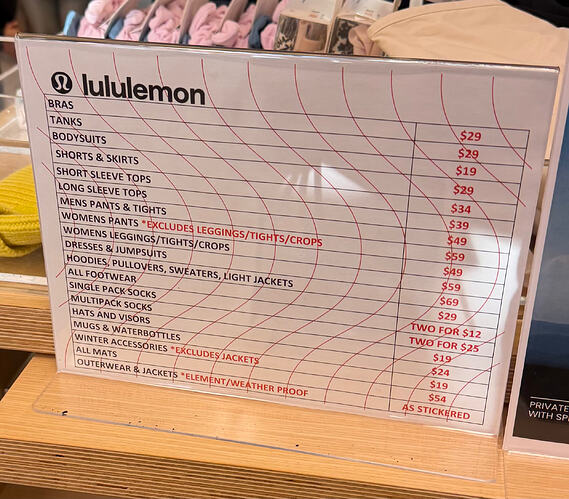 lululemon
BRAS $29
TANKS $29
BODYSUITS $19
SHORTS & SKIRTS $29
SHORT SLEEVE TOPS $34
LONG SLEEVE TOPS $39
MENS PANTS & TIGHTS $49
WOMENS PANTS *EXCLUDES LEGGINGS/TIGHTS/CROPS $59
WOMENS LEGGINGS/TIGHTS/CROPS $49
DRESSES & JUMPSUITS $59
HOODIES, PULLOVERS, SWEATERS, LIGHT JACKETS $69
ALL FOOTWEAR $29
SINGLE PACK SOCKS TWO FOR $12
MULTIPACK SOCKS TWO FOR $25
HATS AND VISORS $19
MUGS & WATERBOTTLES $24
WINTER ACCESSORIES *EXCLUDES JACKETS $19
ALL MATS $54
OUTERWEAR & JACKETS *ELEMENT/WEATHER PROOF AS STICKERED
PRIVATE
WITH